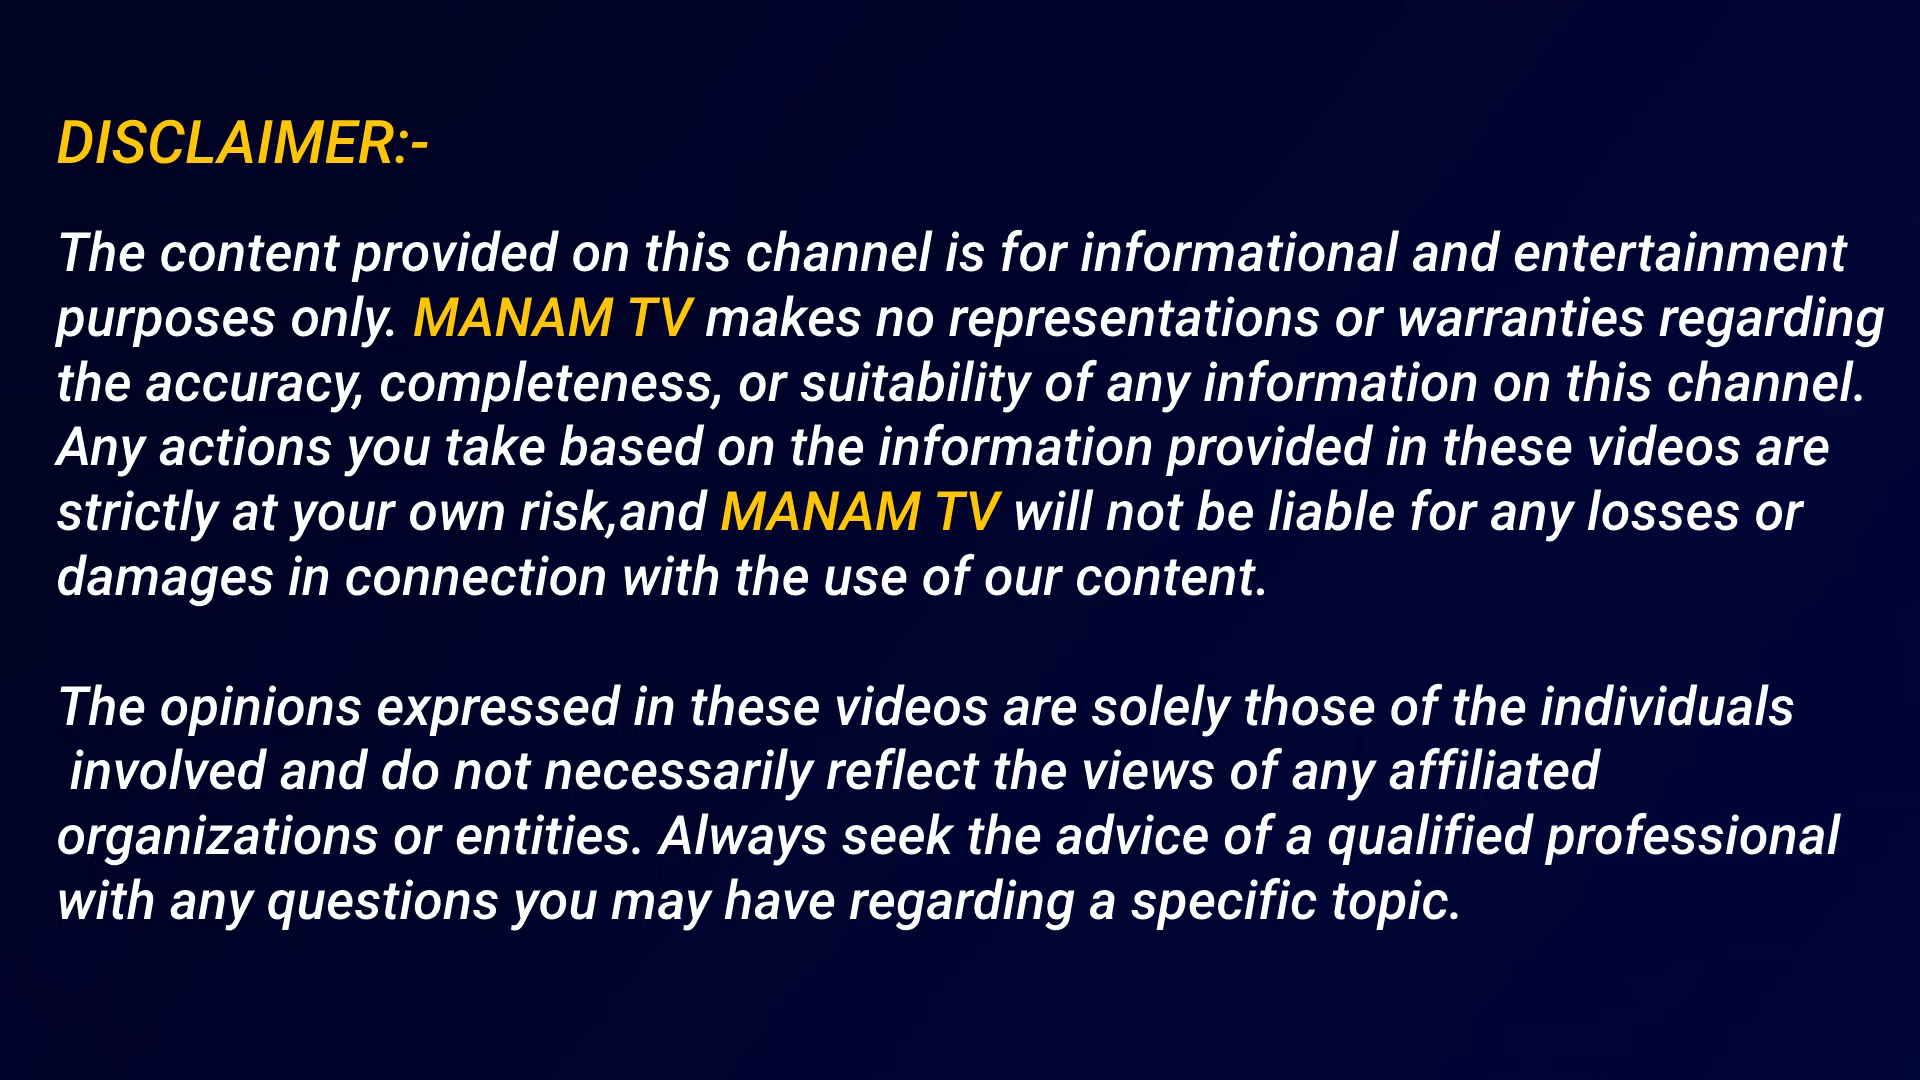 DISCLAIMER:-
The content provided on this channel is for informational and entertainment
purposes only. MANAM TV makes no representations or warranties regarding
the accuracy, completeness, or suitability of any information on this channel.
Any actions you take based on the information provided in these videos are
strictly at your own risk,and MANAM TV will not be liable for any losses or
damages in connection with the use of our content.
The opinions expressed in these videos are solely those of the individuals
involved and do not necessarily reflect the views of any affiliated
organizations or entities. Always seek the advice of a qualified professional
with any questions you may have regarding a specific topic.